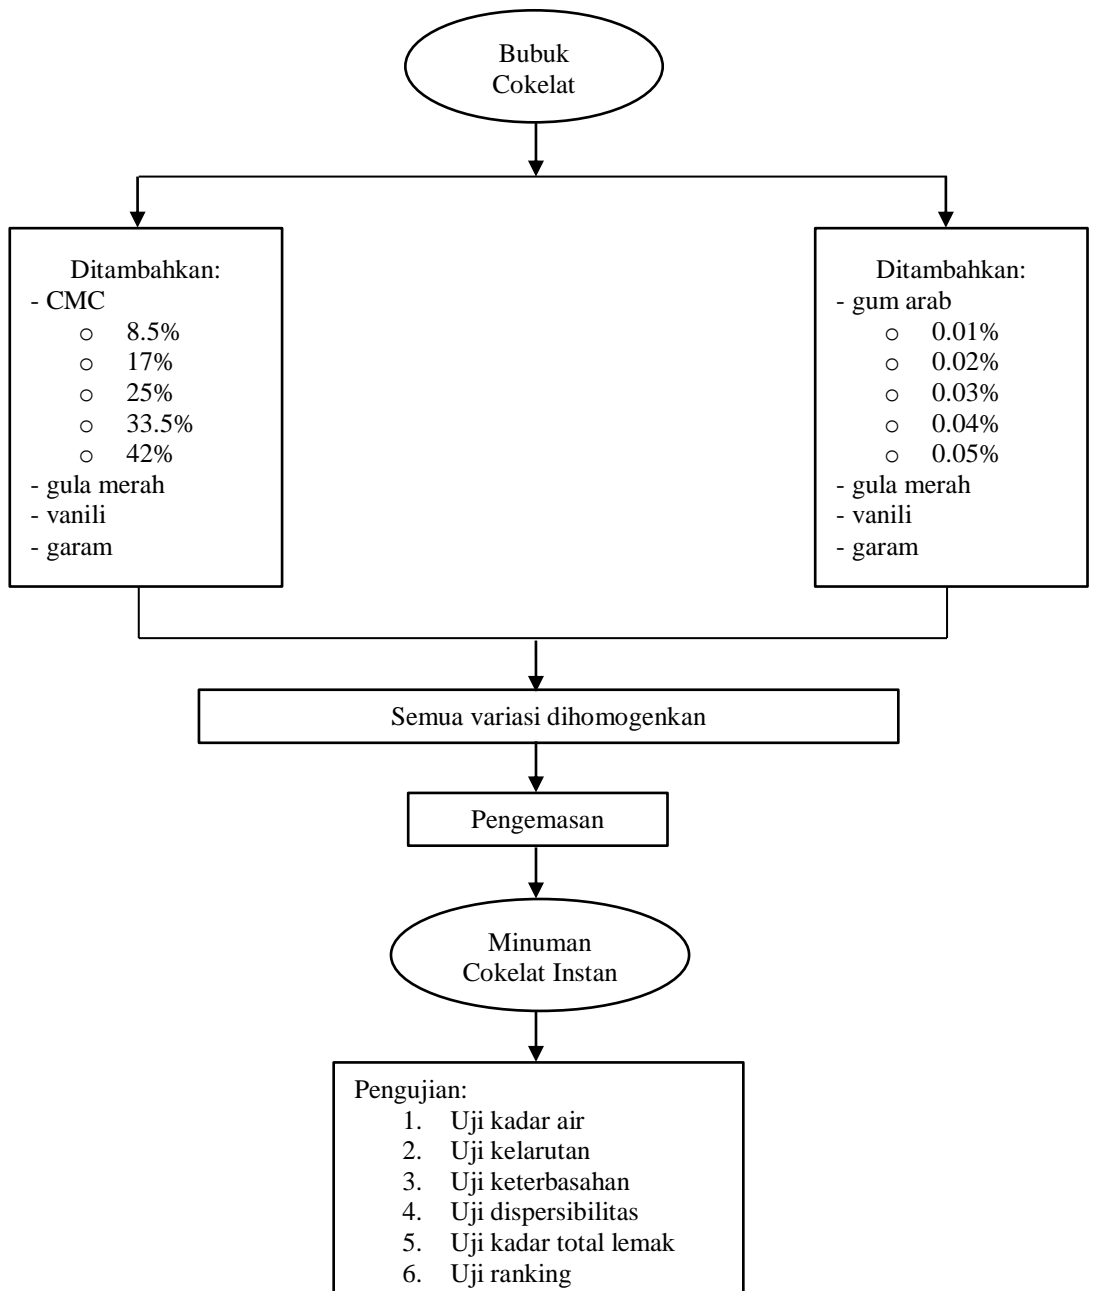 Bubuk
Cokelat
Ditambahkan:
- CMC
o 8.5%
o 17%
o 25%
o 33.5%
o 42%
- gula merah
- vanili
- garam
Ditambahkan:
- gum arab
o 0.01%
o 0.02%
o 0.03%
o 0.04%
o 0.05%
- gula merah
- vanili
- garam
Semua variasi dihomogenkan
Pengemasan
Minuman
Cokelat Instan
Pengujian:
1. Uji kadar air
2. Uji kelarutan
3. Uji keterbasahan
4. Uji dispersibilitas
5. Uji kadar total lemak
6. Uji ranking